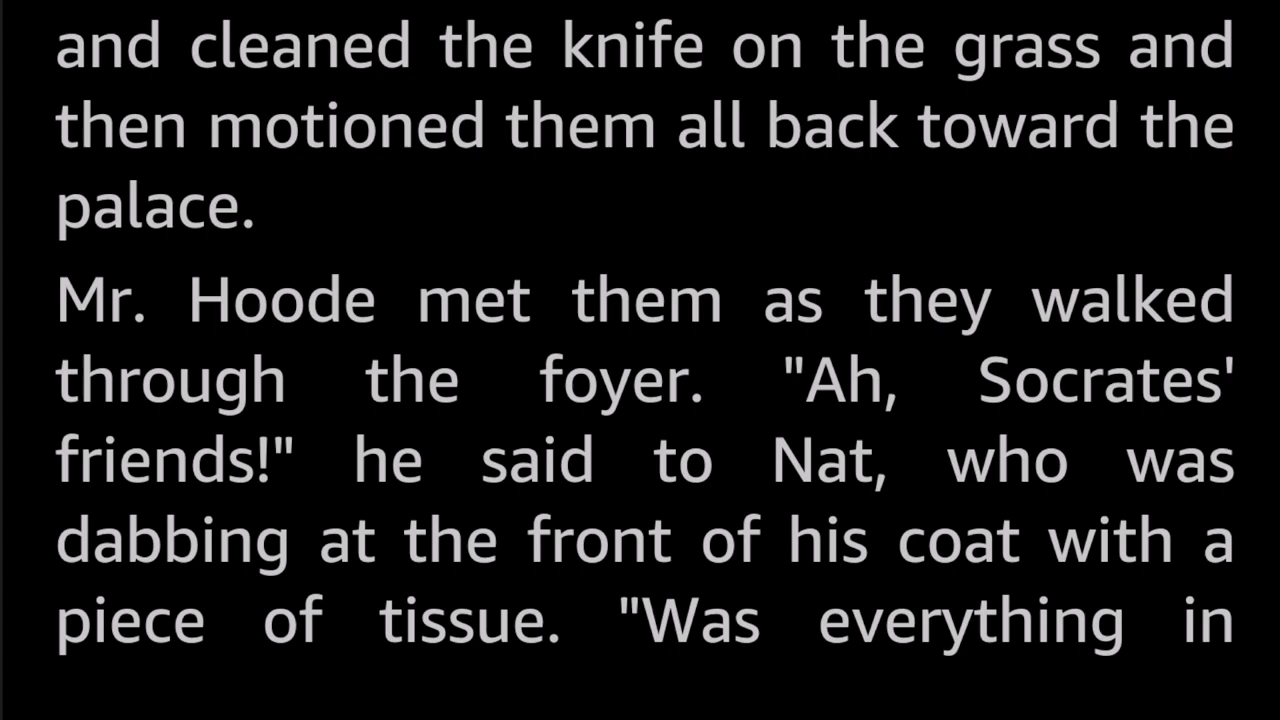 and cleaned the knife on the grass and
then motioned them all back toward the
palace.
Mr. Hoode met them as they walked
through the foyer. "Ah, Socrates'
friends!" he said to Nat, who was
dabbing at the front of his coat with a
piece of tissue. "Was everything in